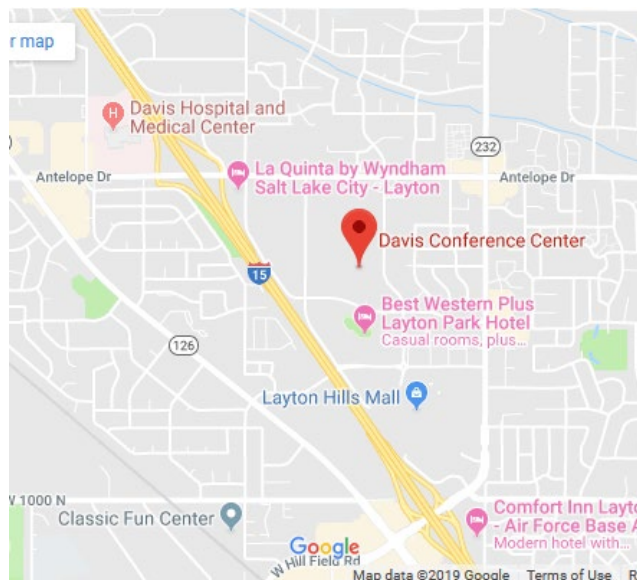 r map
Davis Hospital and
Medical Center
H
232
Antelope Dr
La Quinta by Wyndham
Salt Lake City - Layton
Antelope Dr
Davis Conference Center
15
Best Western Plus
Layton Park Hotel
Casual rooms, plus...
126
Layton Hills Mall
W 1000 N
Classic Fun Center
Comfort Inn Layto
- Air Force Base A
Modern hotel with...
Google
W Hill Field Rd
Map data ©2019 Google
Terms of Use
R